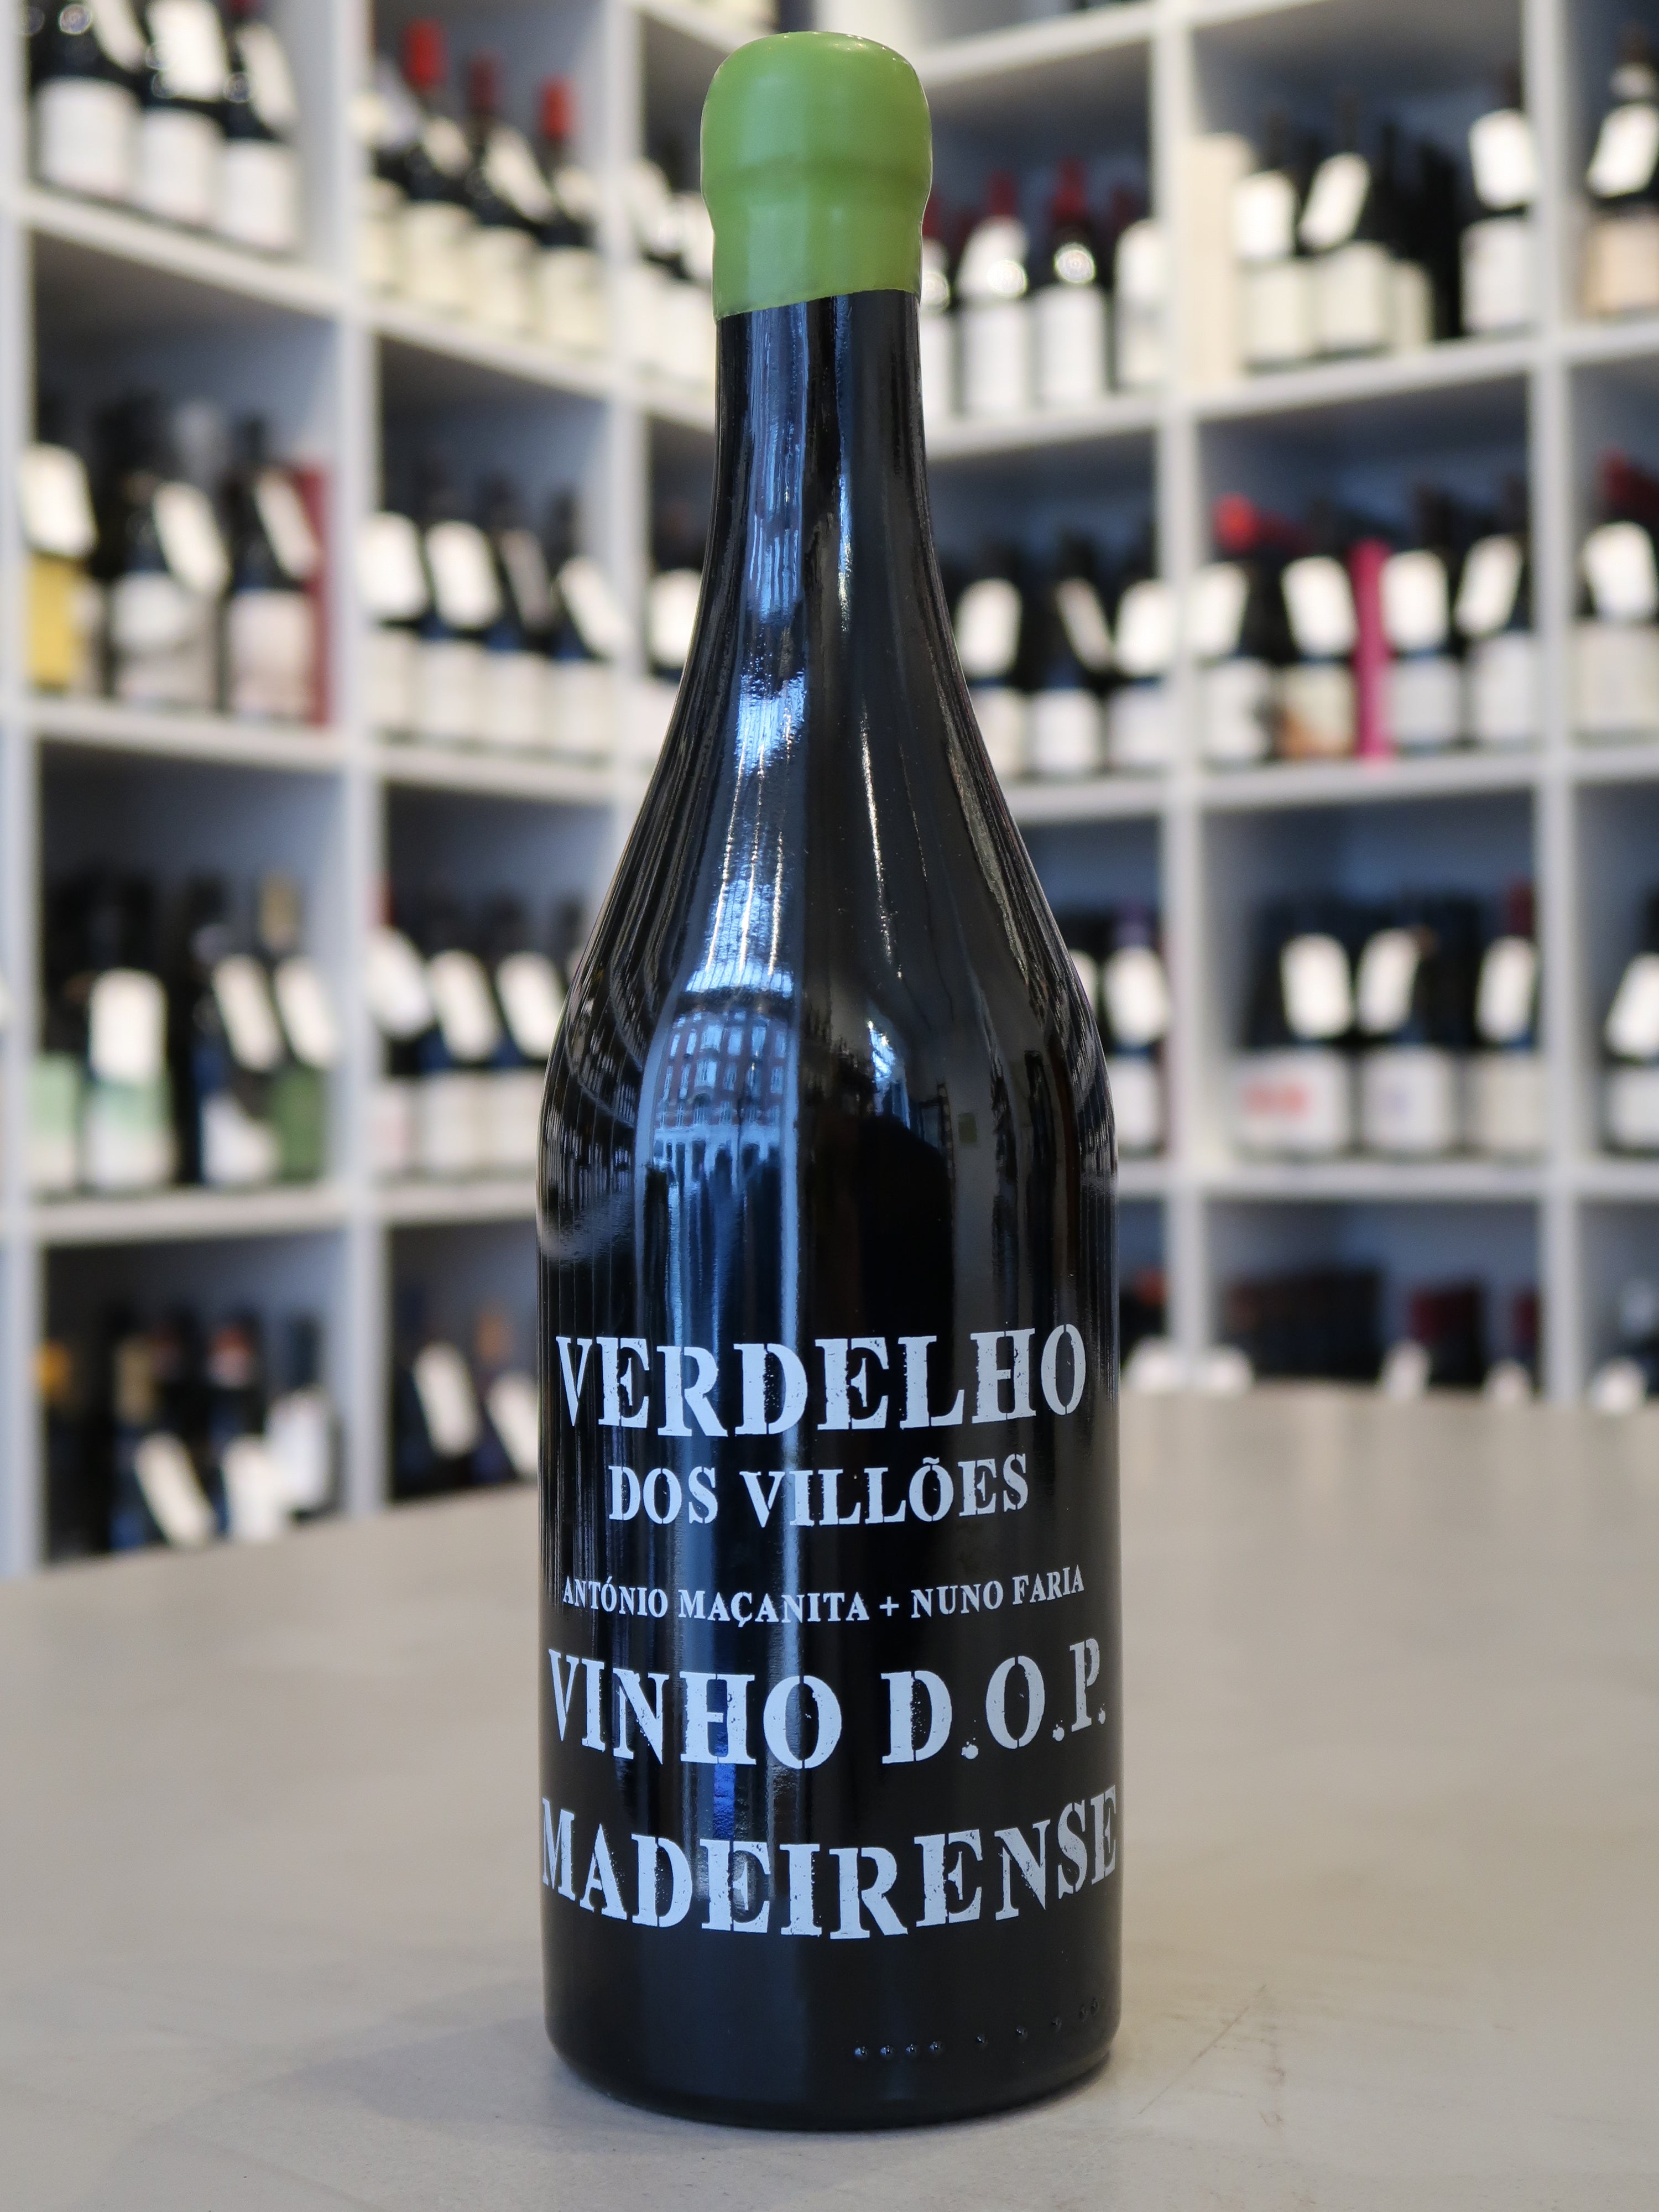 VERDELHO
DOS VILLÕES
ANTÓNIO MAÇANITA + NUNO FARIA
VINHO D.O.P.
MADEIRENSE